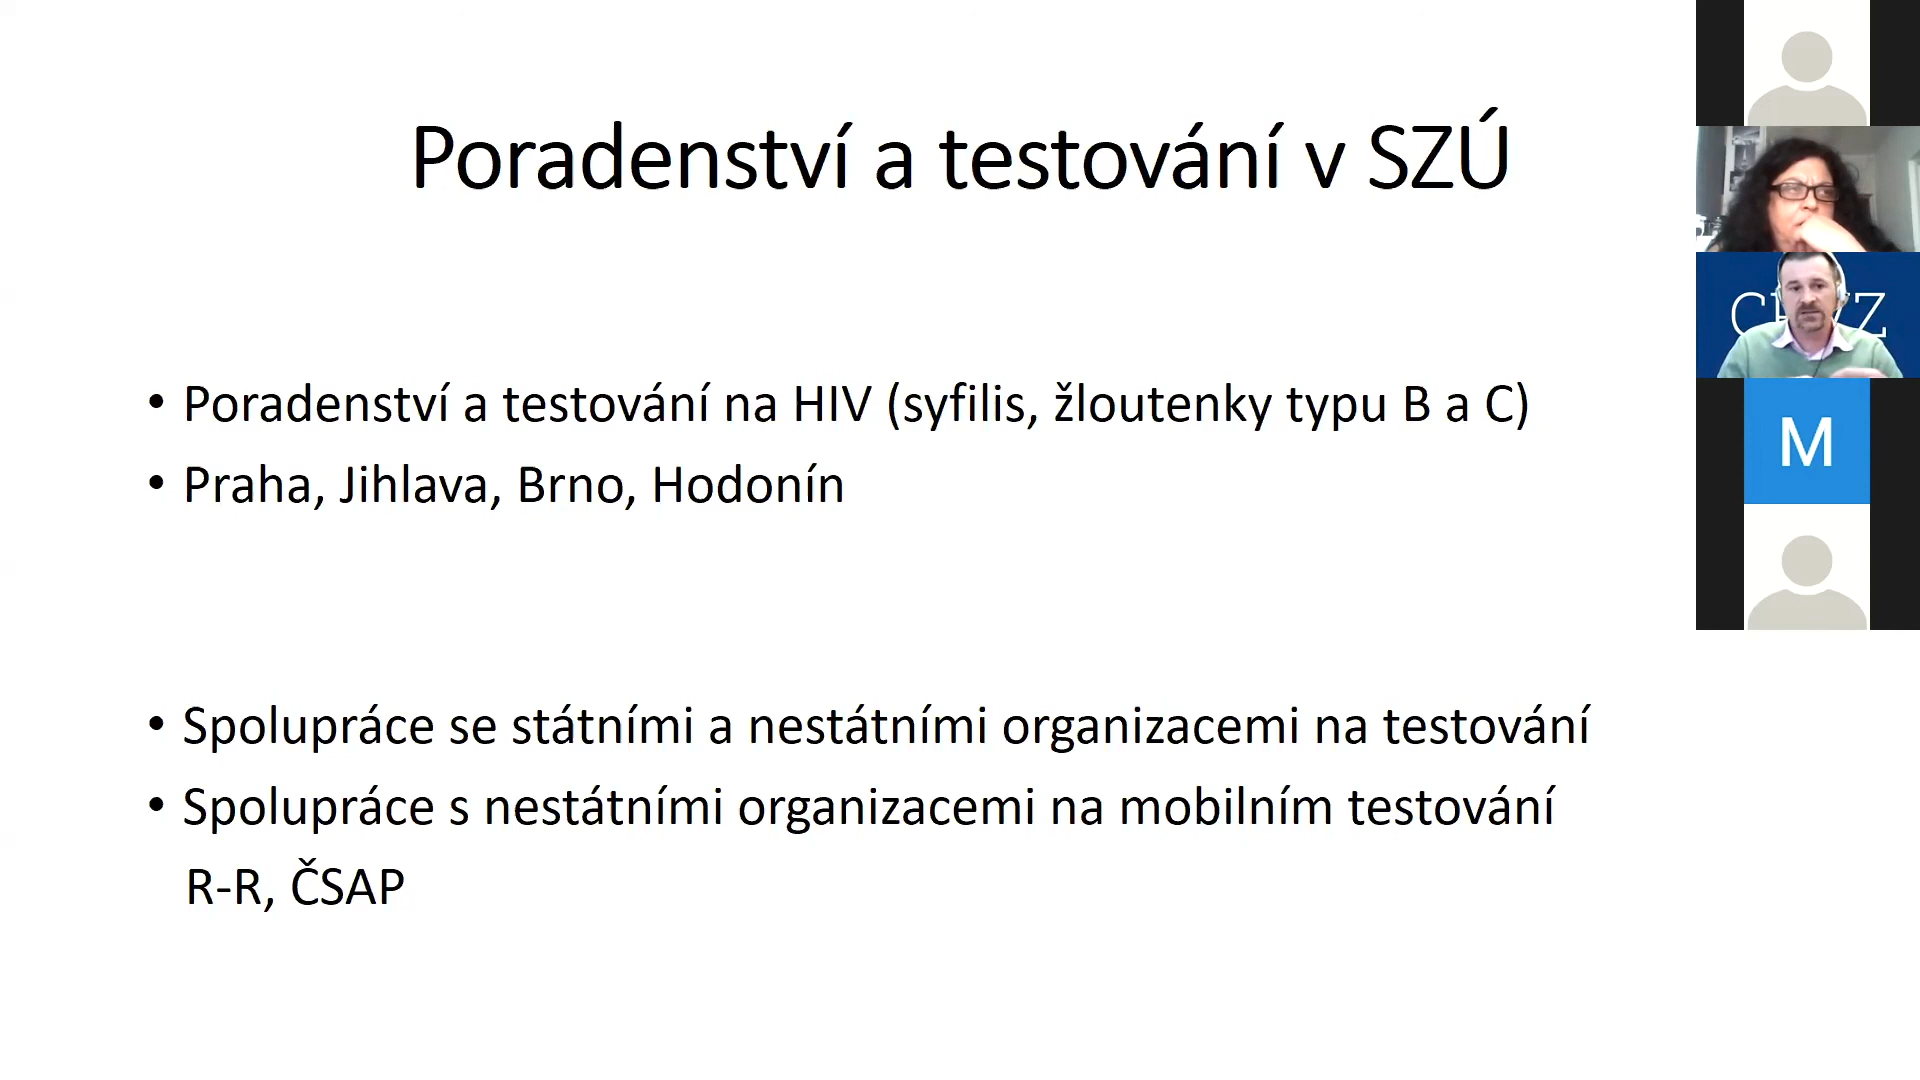 Poradenství a testování v SZÚ
• Poradenství a testování na HIV (syfilis, žloutenky typu B a C)
• Praha, Jihlava, Brno, Hodonín
• Spolupráce se státními a nestátními organizacemi na testování
• Spolupráce s nestátními organizacemi na mobilním testování
R-R, ČSAP
M